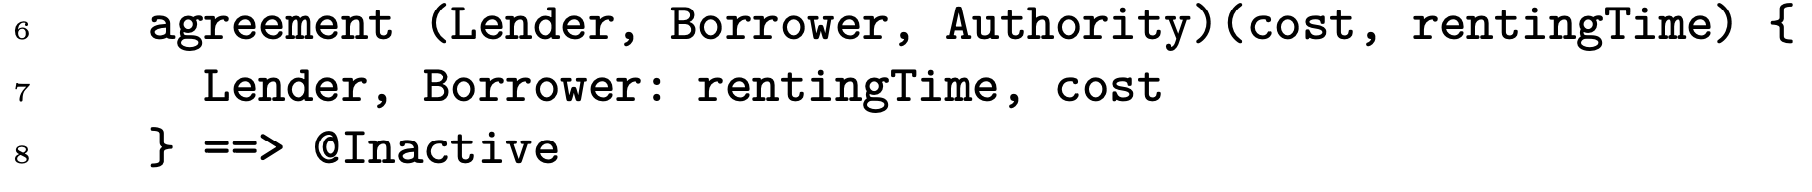 6 agreement (Lender, Borrower, Authority)(cost, rentingTime) {
7 Lender, Borrower: rentingTime, cost
8 } ==> @Inactive